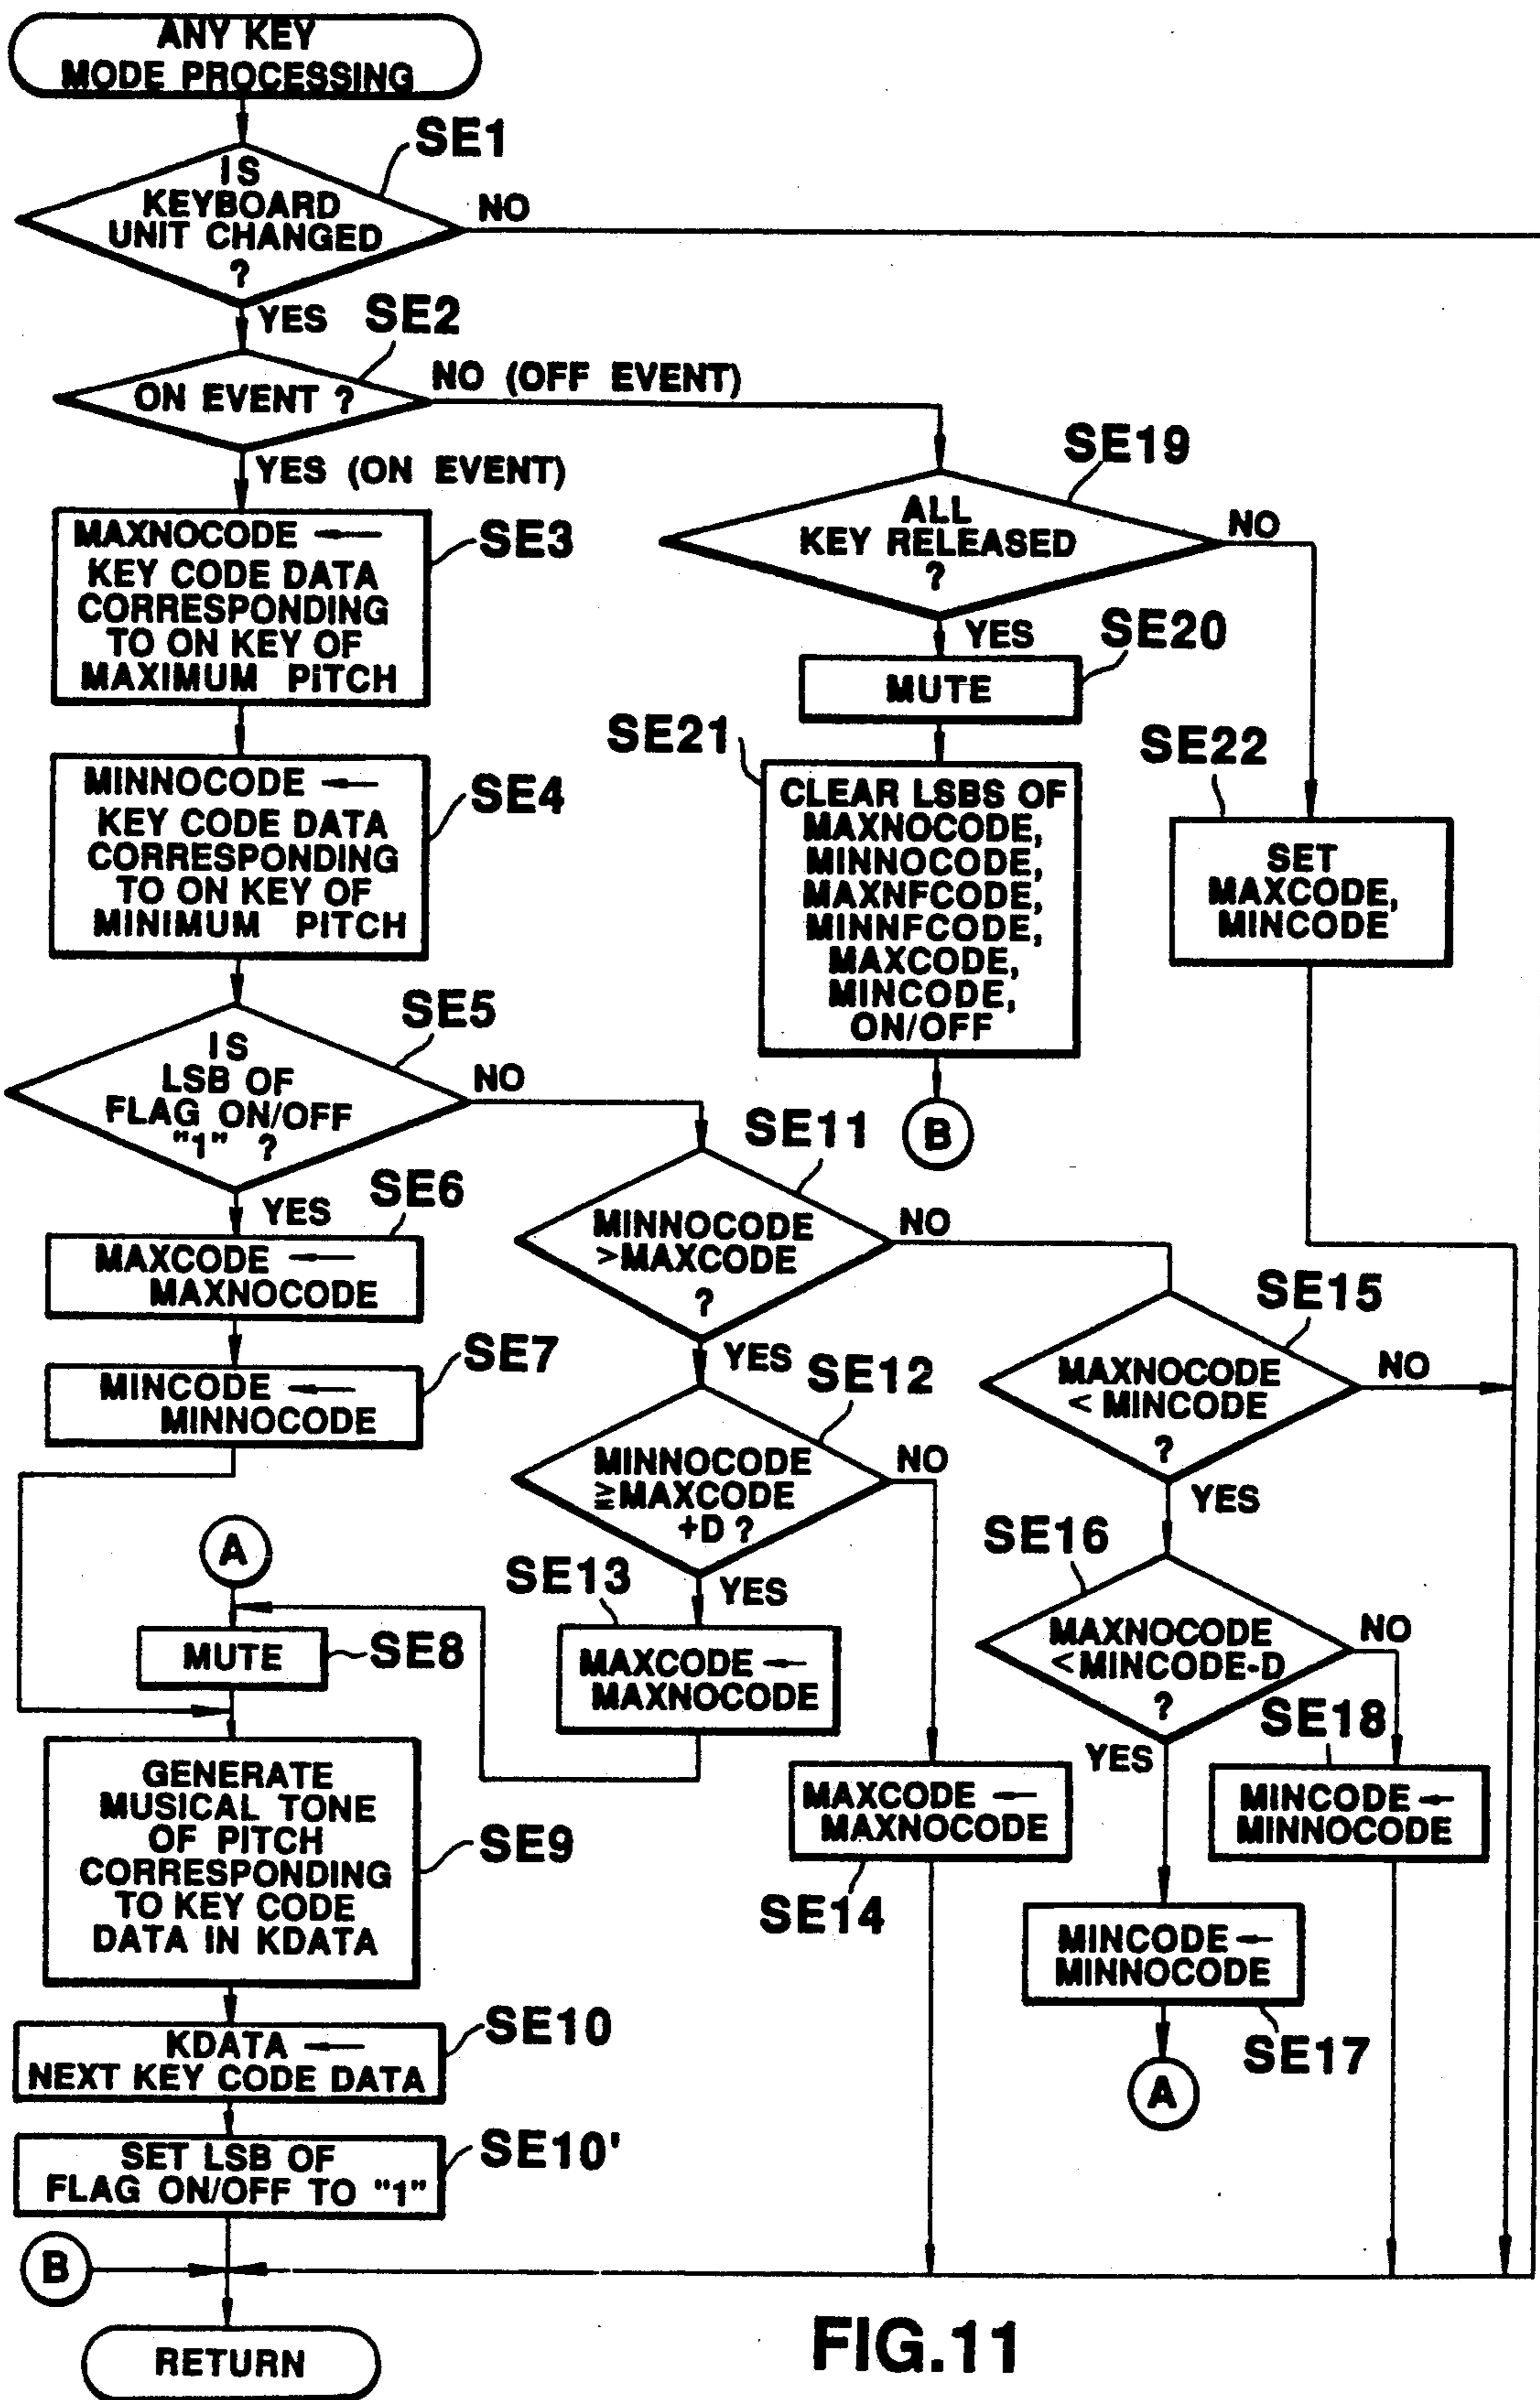 ANY KEY
MODE PROCESSING
SE1
IS
KEYBOARD
UNIT CHANGED
?
NO
YES
SE2
ON EVENT ?
NO (OFF EVENT)
YES (ON EVENT)
MAXNOCODE ←
KEY CODE DATA
CORRESPONDING
TO ON KEY OF
MAXIMUM PITCH
SE3
MINNOCODE ←
KEY CODE DATA
CORRESPONDING
TO ON KEY OF
MINIMUM PITCH
SE4
SE5
IS
LSB OF
FLAG ON/OFF
"1" ?
NO
YES
SE6
MAXCODE ←
MAXNOCODE
SE7
MINCODE ←
MINNOCODE
A
MUTE
SE8
GENERATE
MUSICAL TONE
OF PITCH
CORRESPONDING
TO KEY CODE
DATA IN KDATA
SE9
KDATA ←
NEXT KEY CODE DATA
SE10
SET LSB OF
FLAG ON/OFF TO "1"
SE10'
B
RETURN
SE19
ALL
KEY RELEASED
?
NO
YES
SE20
MUTE
SE21
CLEAR LSBS OF
MAXNOCODE,
MINNOCODE,
MAXNFCODE,
MINNFCODE,
MAXCODE,
MINCODE,
ON/OFF
B
SE22
SET
MAXCODE,
MINCODE
SE11
MINNOCODE
>MAXCODE
?
NO
YES
SE12
MINNOCODE
≧MAXCODE
+D ?
NO
YES
SE13
MAXCODE ←
MAXNOCODE
MAXCODE ←
MAXNOCODE
SE14
SE15
MAXNOCODE
< MINCODE
?
NO
YES
SE16
MAXNOCODE
<MINCODE-D
?
NO
YES
SE18
MINCODE ←
MINNOCODE
MINCODE ←
MINNOCODE
SE17
A
FIG.11